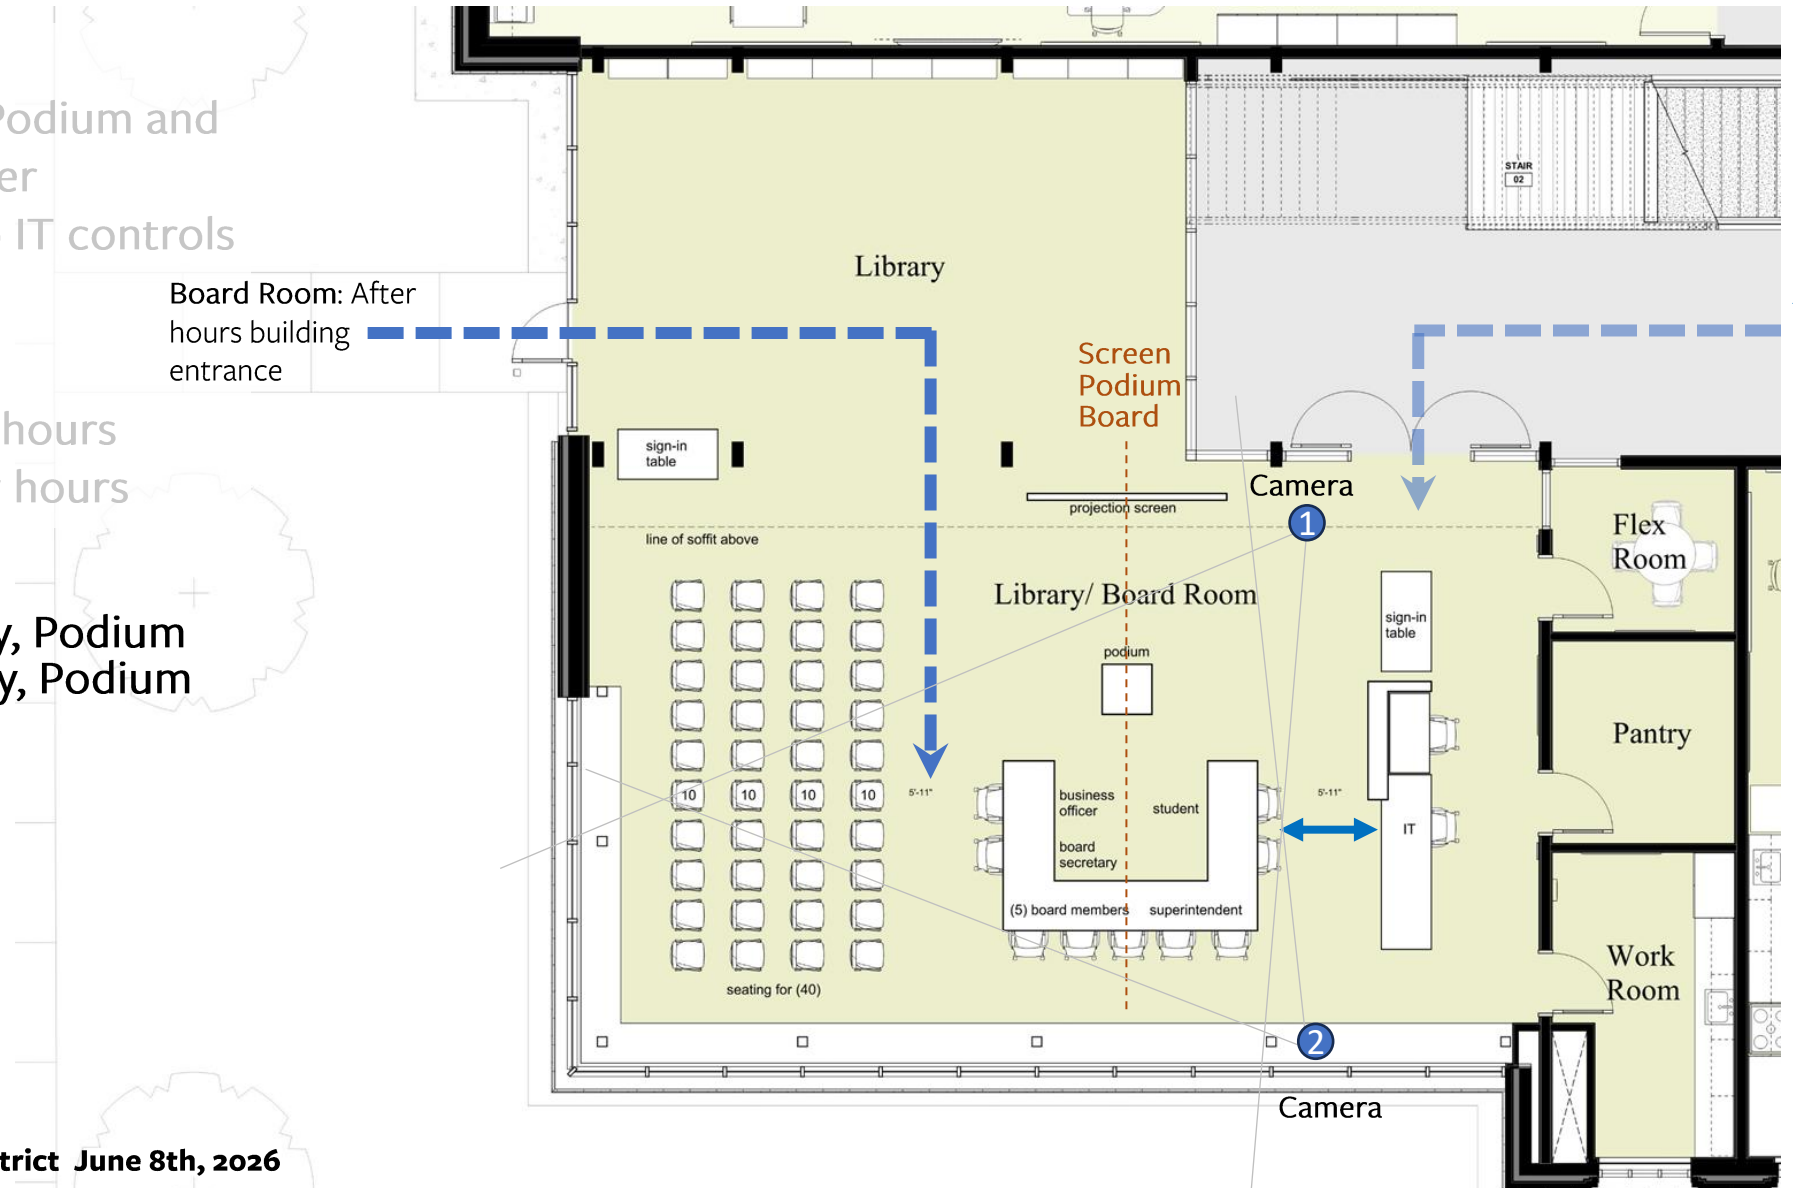 Podium and
er
IT controls
Board Room: After
hours building
entrance
hours
hours
y, Podium
y, Podium
trict June 8th, 2026
STAIR
02
Library
Screen
Podium
Board
sign-in
table
Camera
1
projection screen
line of soffit above
Library/ Board Room
Flex
Room
sign-in
table
podium
Pantry
10 10 10 10
5'-11"
business
officer
student
5'-11"
IT
board
secretary
(5) board members superintendent
Work
Room
seating for (40)
2
Camera